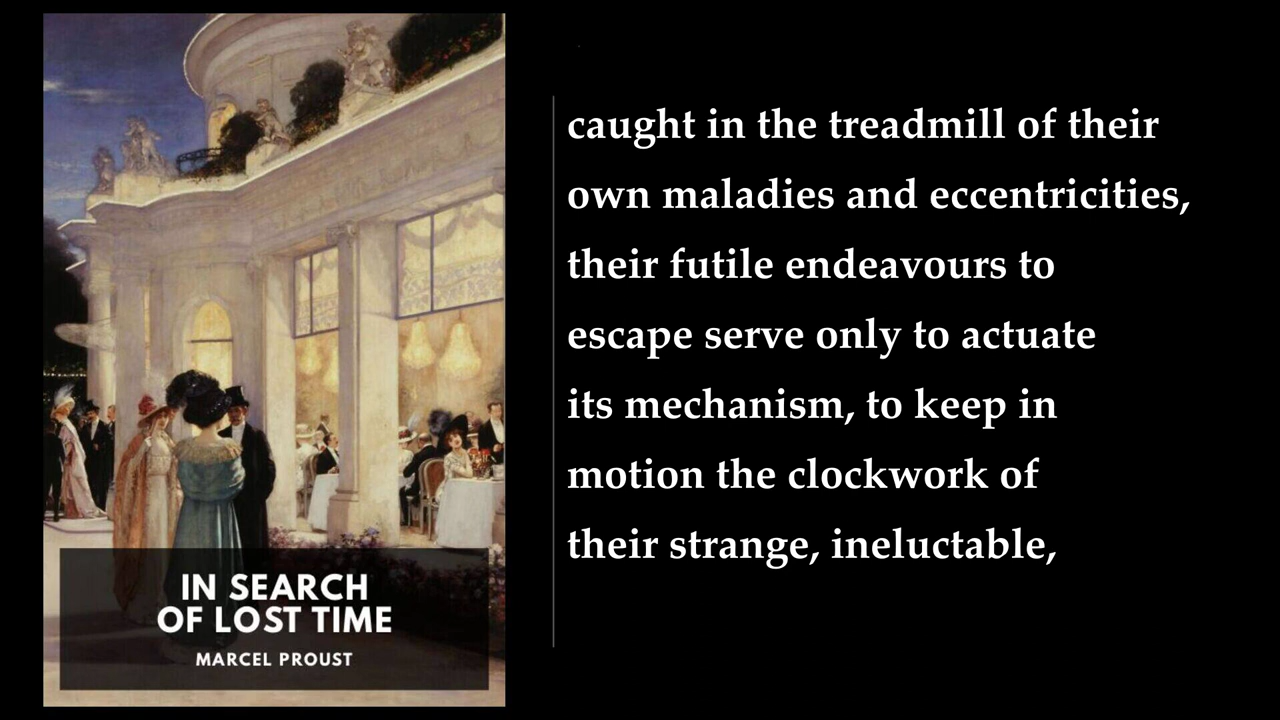 caught in the treadmill of their
own maladies and eccentricities,
their futile endeavours to
escape serve only to actuate
its mechanism, to keep in
motion the clockwork of
their strange, ineluctable,
IN SEARCH
OF LOST TIME
MARCEL PROUST